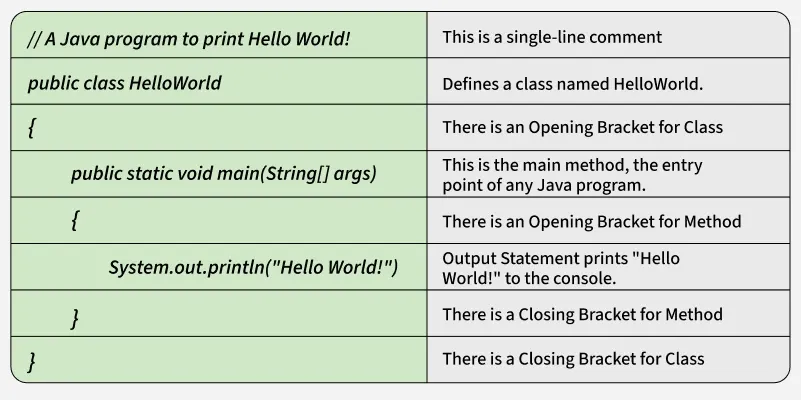 // A Java program to print Hello World!
This is a single-line comment
public class HelloWorld
Defines a class named HelloWorld.
{
There is an Opening Bracket for Class
public static void main(String[] args)
This is the main method, the entry
point of any Java program.
{
There is an Opening Bracket for Method
System.out.println("Hello World!")
Output Statement prints "Hello
World!" to the console.
}
There is a Closing Bracket for Method
}
There is a Closing Bracket for Class